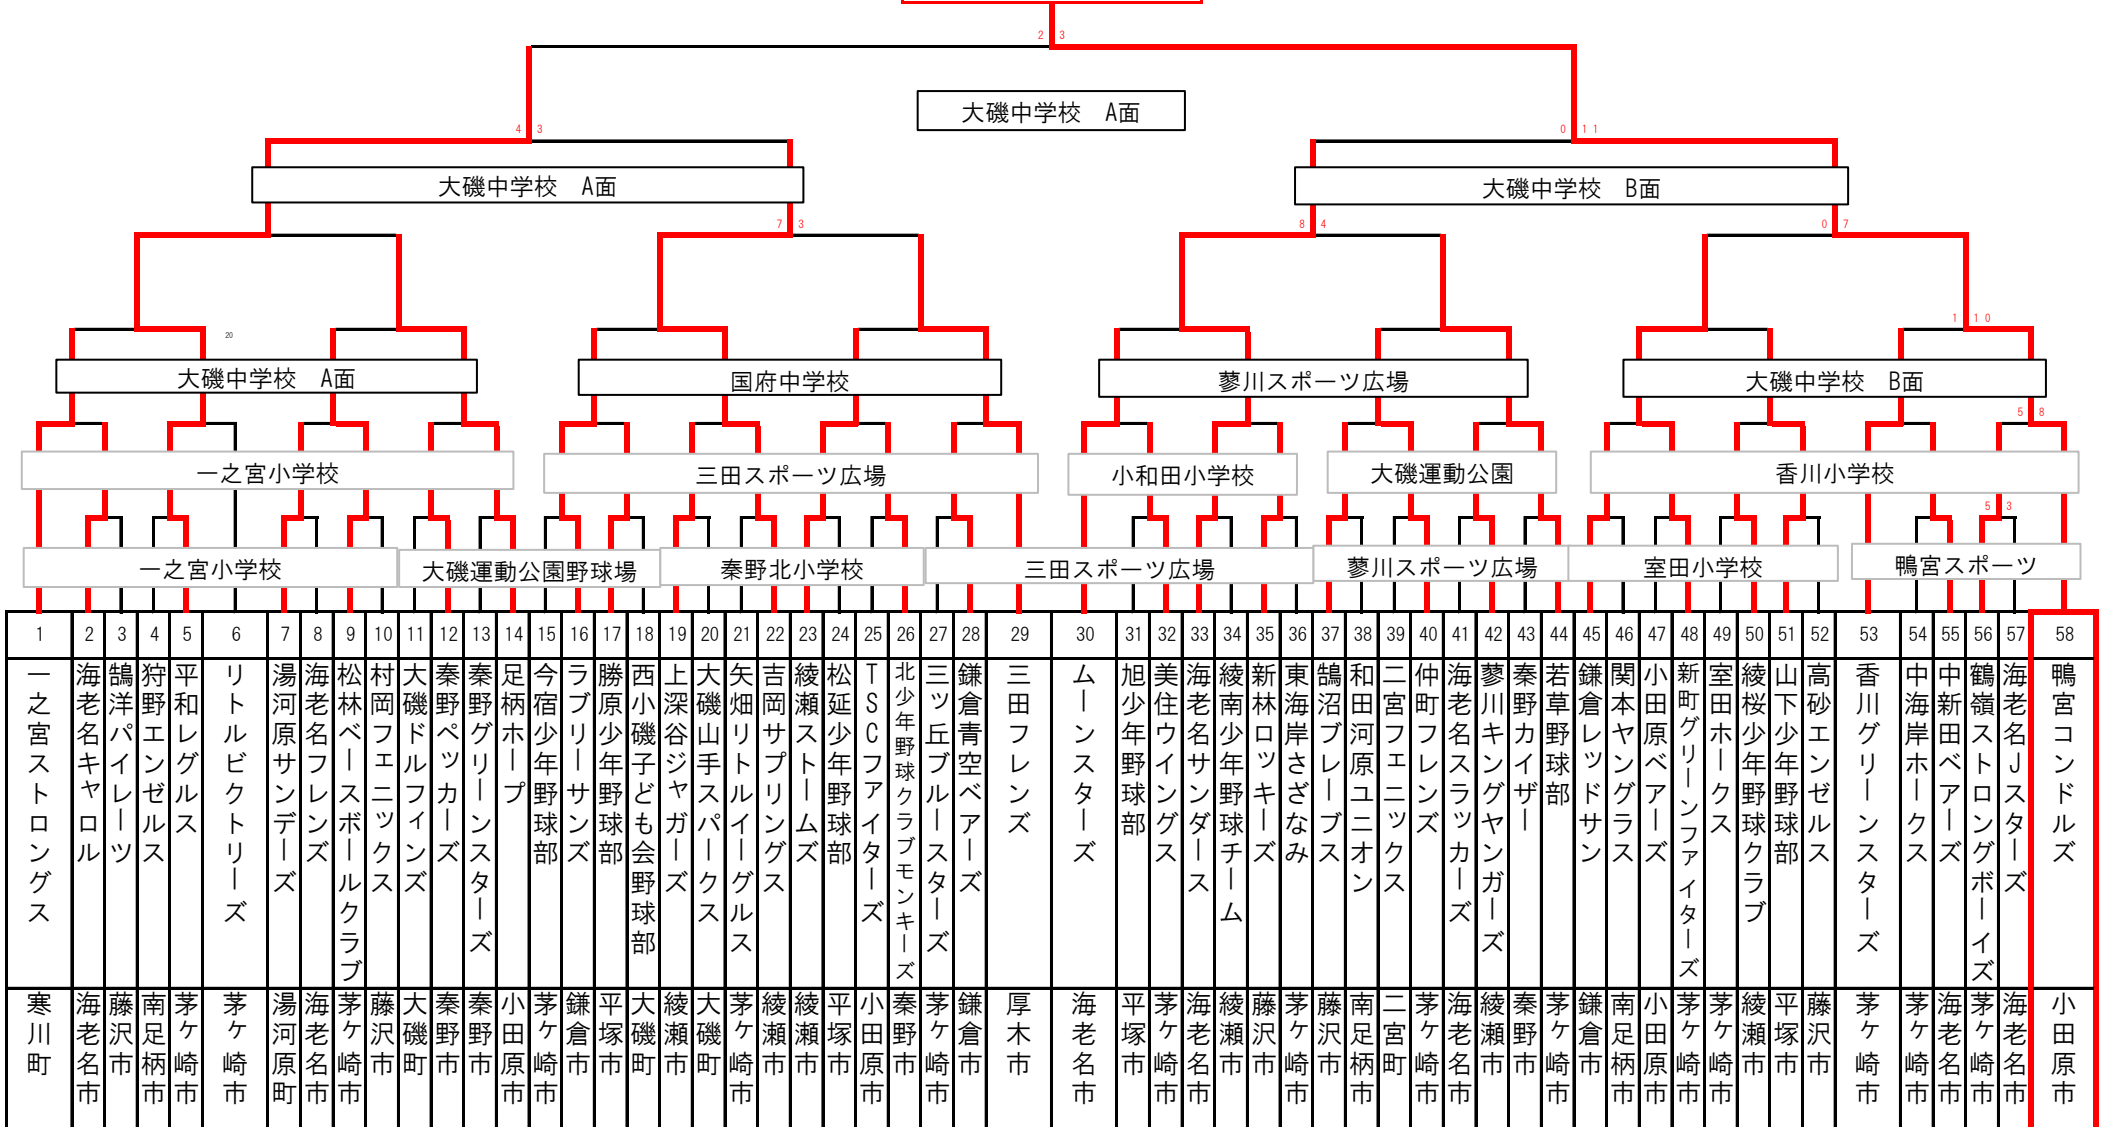 2 3
大磯中学校 A面
4 3
0 11
大磯中学校 A面
大磯中学校 B面
7 3
8 4
0 7
20
1 10
大磯中学校 A面
国府中学校
蓼川スポーツ広場
大磯中学校 B面
5 8
一之宮小学校
三田スポーツ広場
小和田小学校
大磯運動公園
香川小学校
5 3
一之宮小学校
大磯運動公園野球場
秦野北小学校
三田スポーツ広場
蓼川スポーツ広場
室田小学校
鴨宮スポーツ
1 一之宮ストロングス 寒川町
2 海老名キャロル 海老名市
3 鵠洋パイレーツ 藤沢市
4 狩野エンゼルス 南足柄市
5 平和レグルス 茅ケ崎市
6 リトルビクトリーズ 茅ケ崎市
7 湯河原サンデーズ 湯河原町
8 海老名フレンズ 海老名市
9 松林ベースボールクラブ 茅ケ崎市
10 村岡フェニックス 藤沢市
11 大磯ドルフィンズ 大磯町
12 秦野ペッカーズ 秦野市
13 秦野グリーンスターズ 秦野市
14 足柄ホープ 小田原市
15 今宿少年野球部 茅ケ崎市
16 ラブリーサンズ 鎌倉市
17 勝原少年野球部 平塚市
18 西小磯子ども会野球部 大磯町
19 上深谷ジャガーズ 綾瀬市
20 大磯山手スパークス 大磯町
21 矢畑リトルイーグルス 茅ケ崎市
22 吉岡サプリングス 綾瀬市
23 綾瀬ストームズ 綾瀬市
24 松延少年野球部 平塚市
25 TSCファイターズ 小田原市
26 北少年野球クラブモンキーズ 秦野市
27 三ツ丘ブルースターズ 茅ケ崎市
28 鎌倉青空ベアーズ 鎌倉市
29 三田フレンズ 厚木市
30 ムーンスターズ 海老名市
31 旭少年野球部 平塚市
32 美住ウイングス 茅ケ崎市
33 海老名サンダース 海老名市
34 綾南少年野球チーム 綾瀬市
35 新林ロッキーズ 藤沢市
36 東海岸さざなみ 茅ケ崎市
37 鵠沼ブレーブス 藤沢市
38 和田河原ユニオン 南足柄市
39 二宮フェニックス 二宮町
40 仲町フレンズ 茅ケ崎市
41 海老名スラッガーズ 海老名市
42 蓼川キングヤンガーズ 綾瀬市
43 秦野カイザー 秦野市
44 若草野球部 茅ケ崎市
45 鎌倉レッドサン 鎌倉市
46 関本ヤングラス 南足柄市
47 小田原ベアーズ 小田原市
48 新町グリーンファイターズ 茅ケ崎市
49 室田ホークス 茅ケ崎市
50 綾桜少年野球クラブ 綾瀬市
51 山下少年野球部 平塚市
52 高砂エンゼルス 藤沢市
53 香川グリーンスターズ 茅ケ崎市
54 中海岸ホークス 茅ケ崎市
55 中新田ベアーズ 海老名市
56 鶴嶺ストロングボーイズ 茅ケ崎市
57 海老名Jスターズ 海老名市
58 鴨宮コンドルズ 小田原市